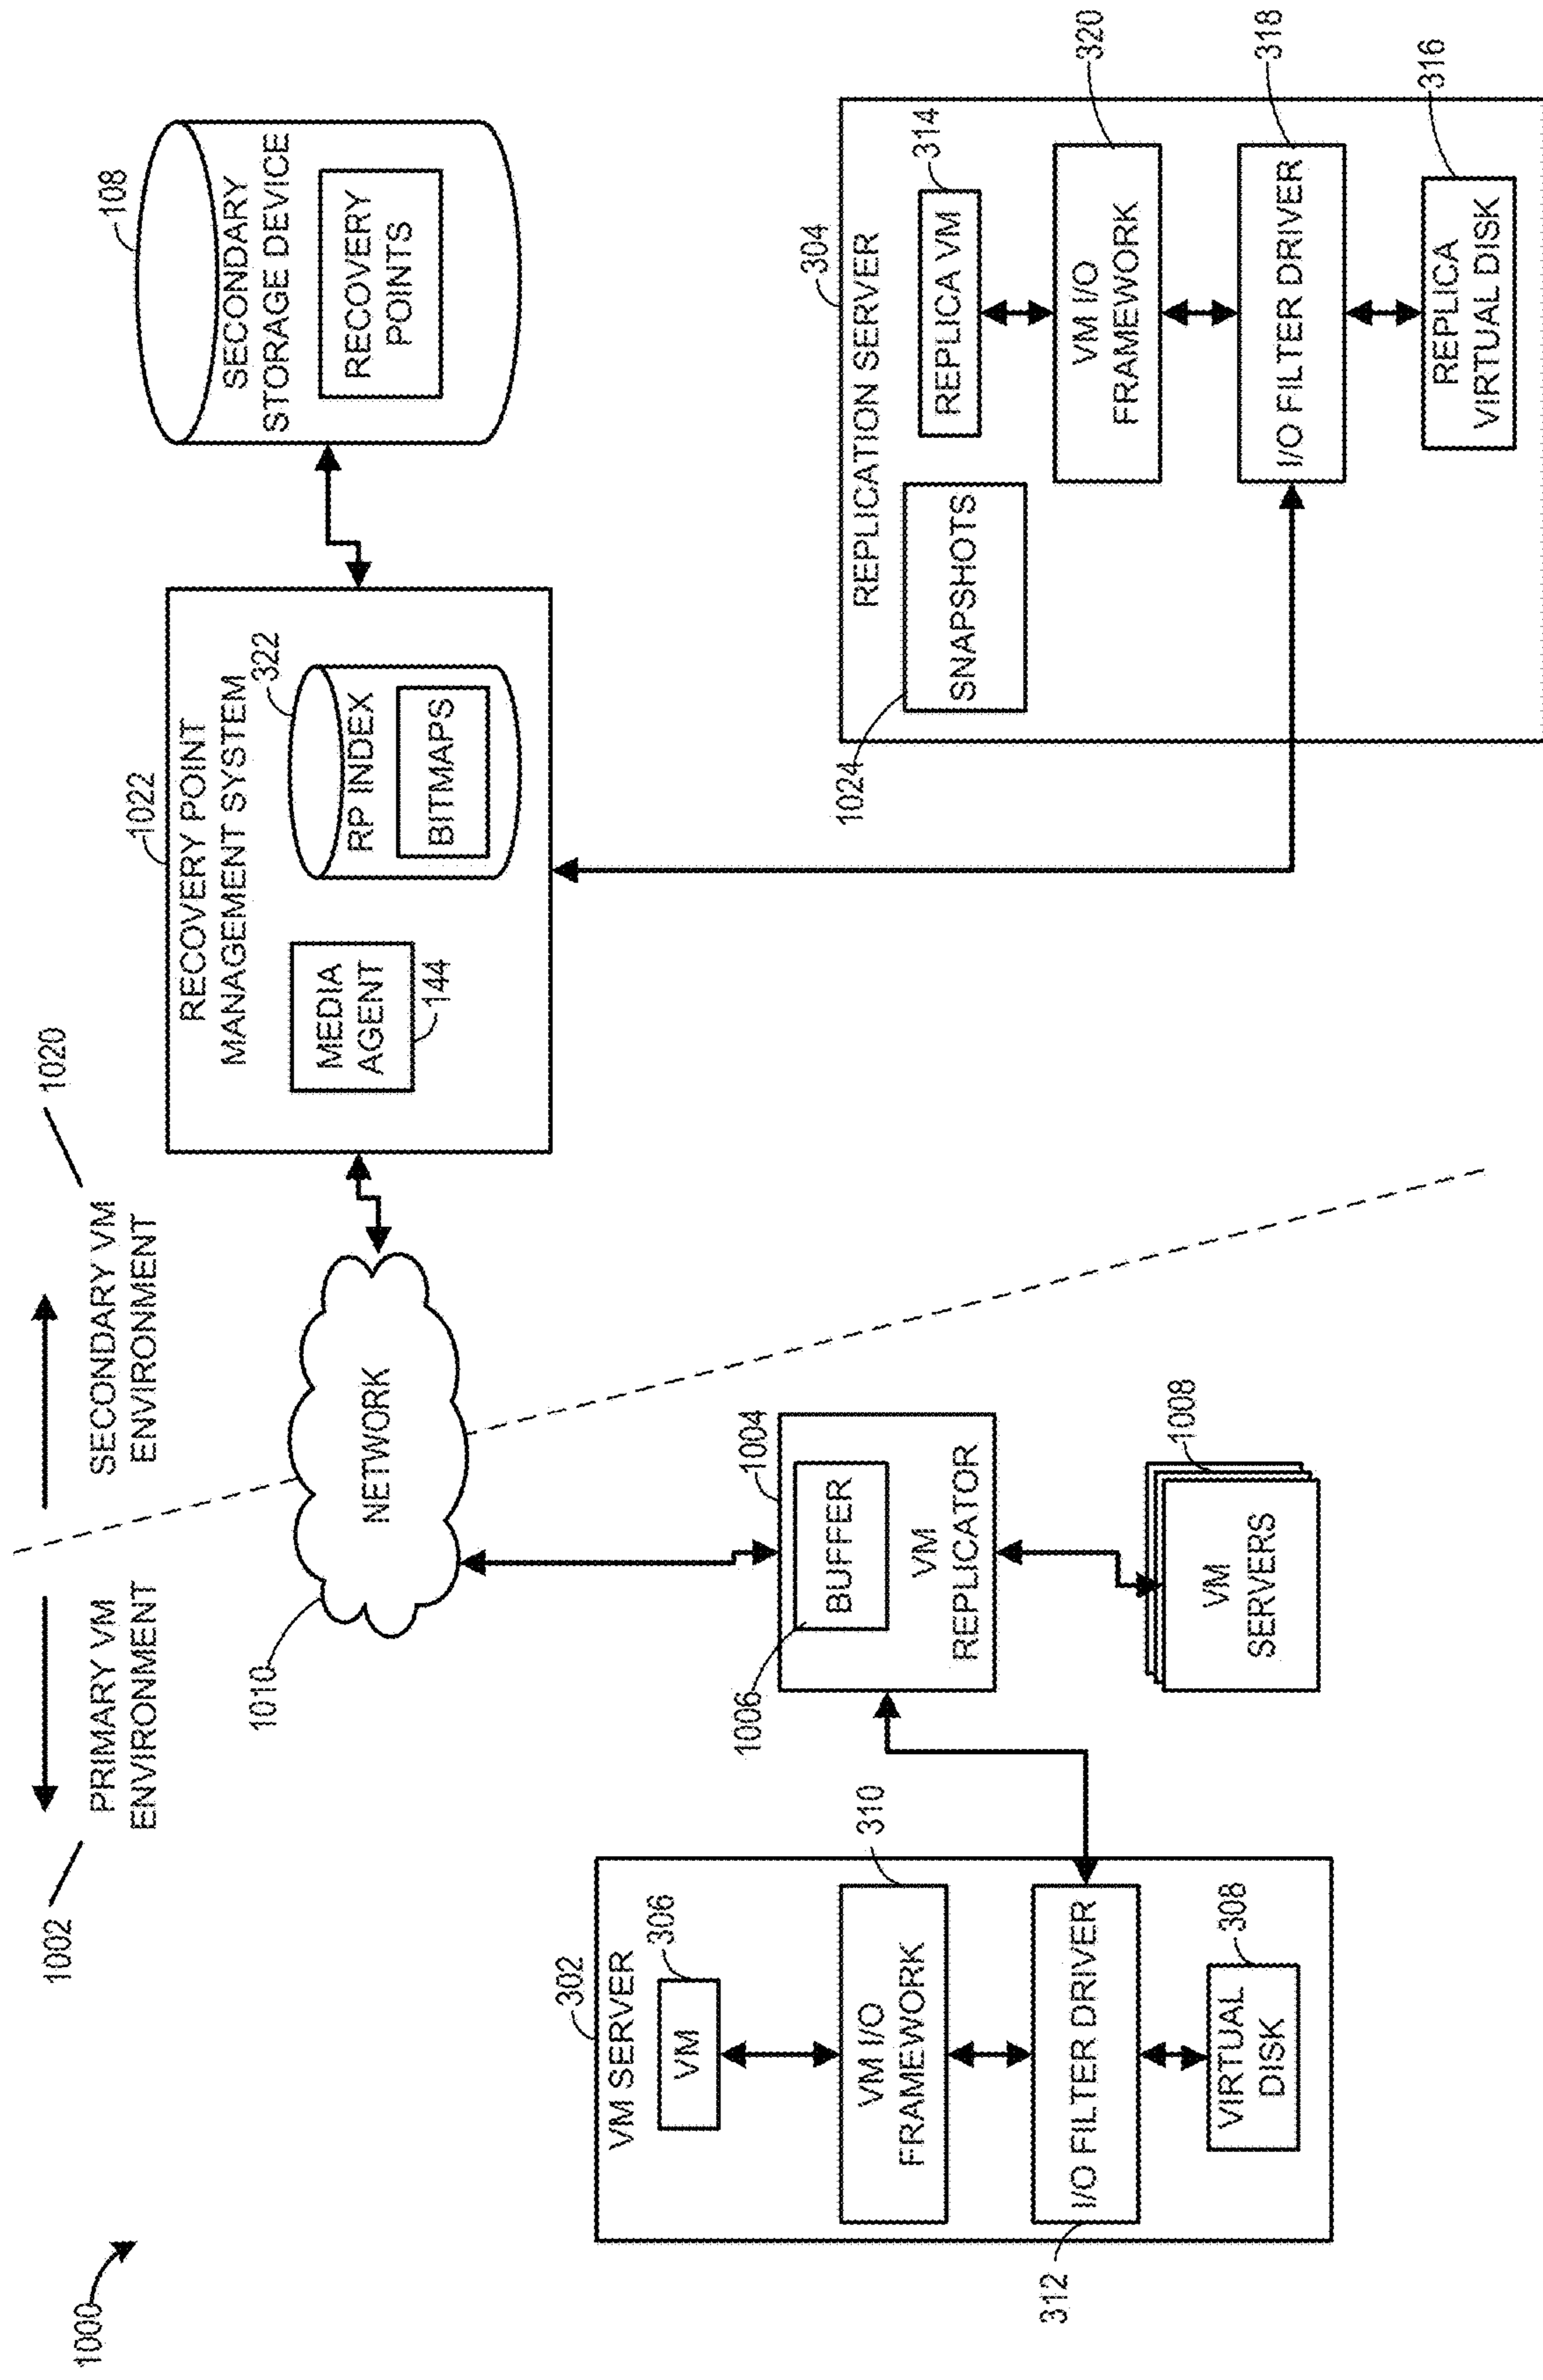 1000
1002
PRIMARY VM
ENVIRONMENT
SECONDARY VM
ENVIRONMENT
1020
1010
NETWORK
1022
RECOVERY POINT
MANAGEMENT SYSTEM
MEDIA
AGENT
144
322
RP INDEX
BITMAPS
108
SECONDARY
STORAGE DEVICE
RECOVERY
POINTS
302
VM SERVER
306
VM
310
VM I/O
FRAMEWORK
312
I/O FILTER DRIVER
308
VIRTUAL
DISK
1004
1006
BUFFER
VM
REPLICATOR
1008
VM
SERVERS
304
REPLICATION SERVER
1024
SNAPSHOTS
314
REPLICA VM
320
VM I/O
FRAMEWORK
318
I/O FILTER DRIVER
316
REPLICA
VIRTUAL DISK